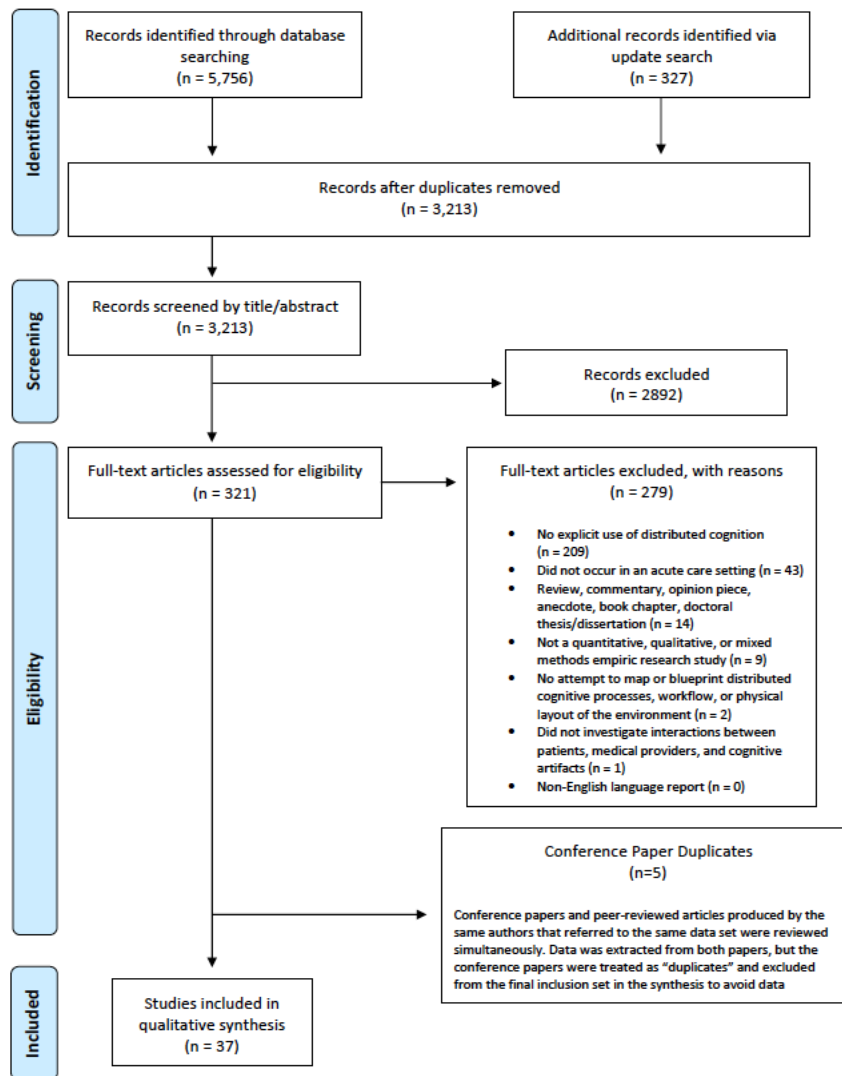 Records identified through database
searching
(n = 5,756)
Additional records identified via
update search
(n = 327)
Identification
Records after duplicates removed
(n = 3,213)
Screening
Records screened by title/abstract
(n = 3,213)
Records excluded
(n = 2892)
Eligibility
Full-text articles assessed for eligibility
(n = 321)
Full-text articles excluded, with reasons
(n = 279)
• No explicit use of distributed cognition
(n = 209)
• Did not occur in an acute care setting (n = 43)
• Review, commentary, opinion piece,
anecdote, book chapter, doctoral
thesis/dissertation (n = 14)
• Not a quantitative, qualitative, or mixed
methods empiric research study (n = 9)
• No attempt to map or blueprint distributed
cognitive processes, workflow, or physical
layout of the environment (n = 2)
• Did not investigate interactions between
patients, medical providers, and cognitive
artifacts (n = 1)
• Non-English language report (n = 0)
Conference Paper Duplicates
(n=5)
Conference papers and peer-reviewed articles produced by the
same authors that referred to the same data set were reviewed
simultaneously. Data was extracted from both papers, but the
conference papers were treated as “duplicates” and excluded
from the final inclusion set in the synthesis to avoid data
Included
Studies included in
qualitative synthesis
(n = 37)